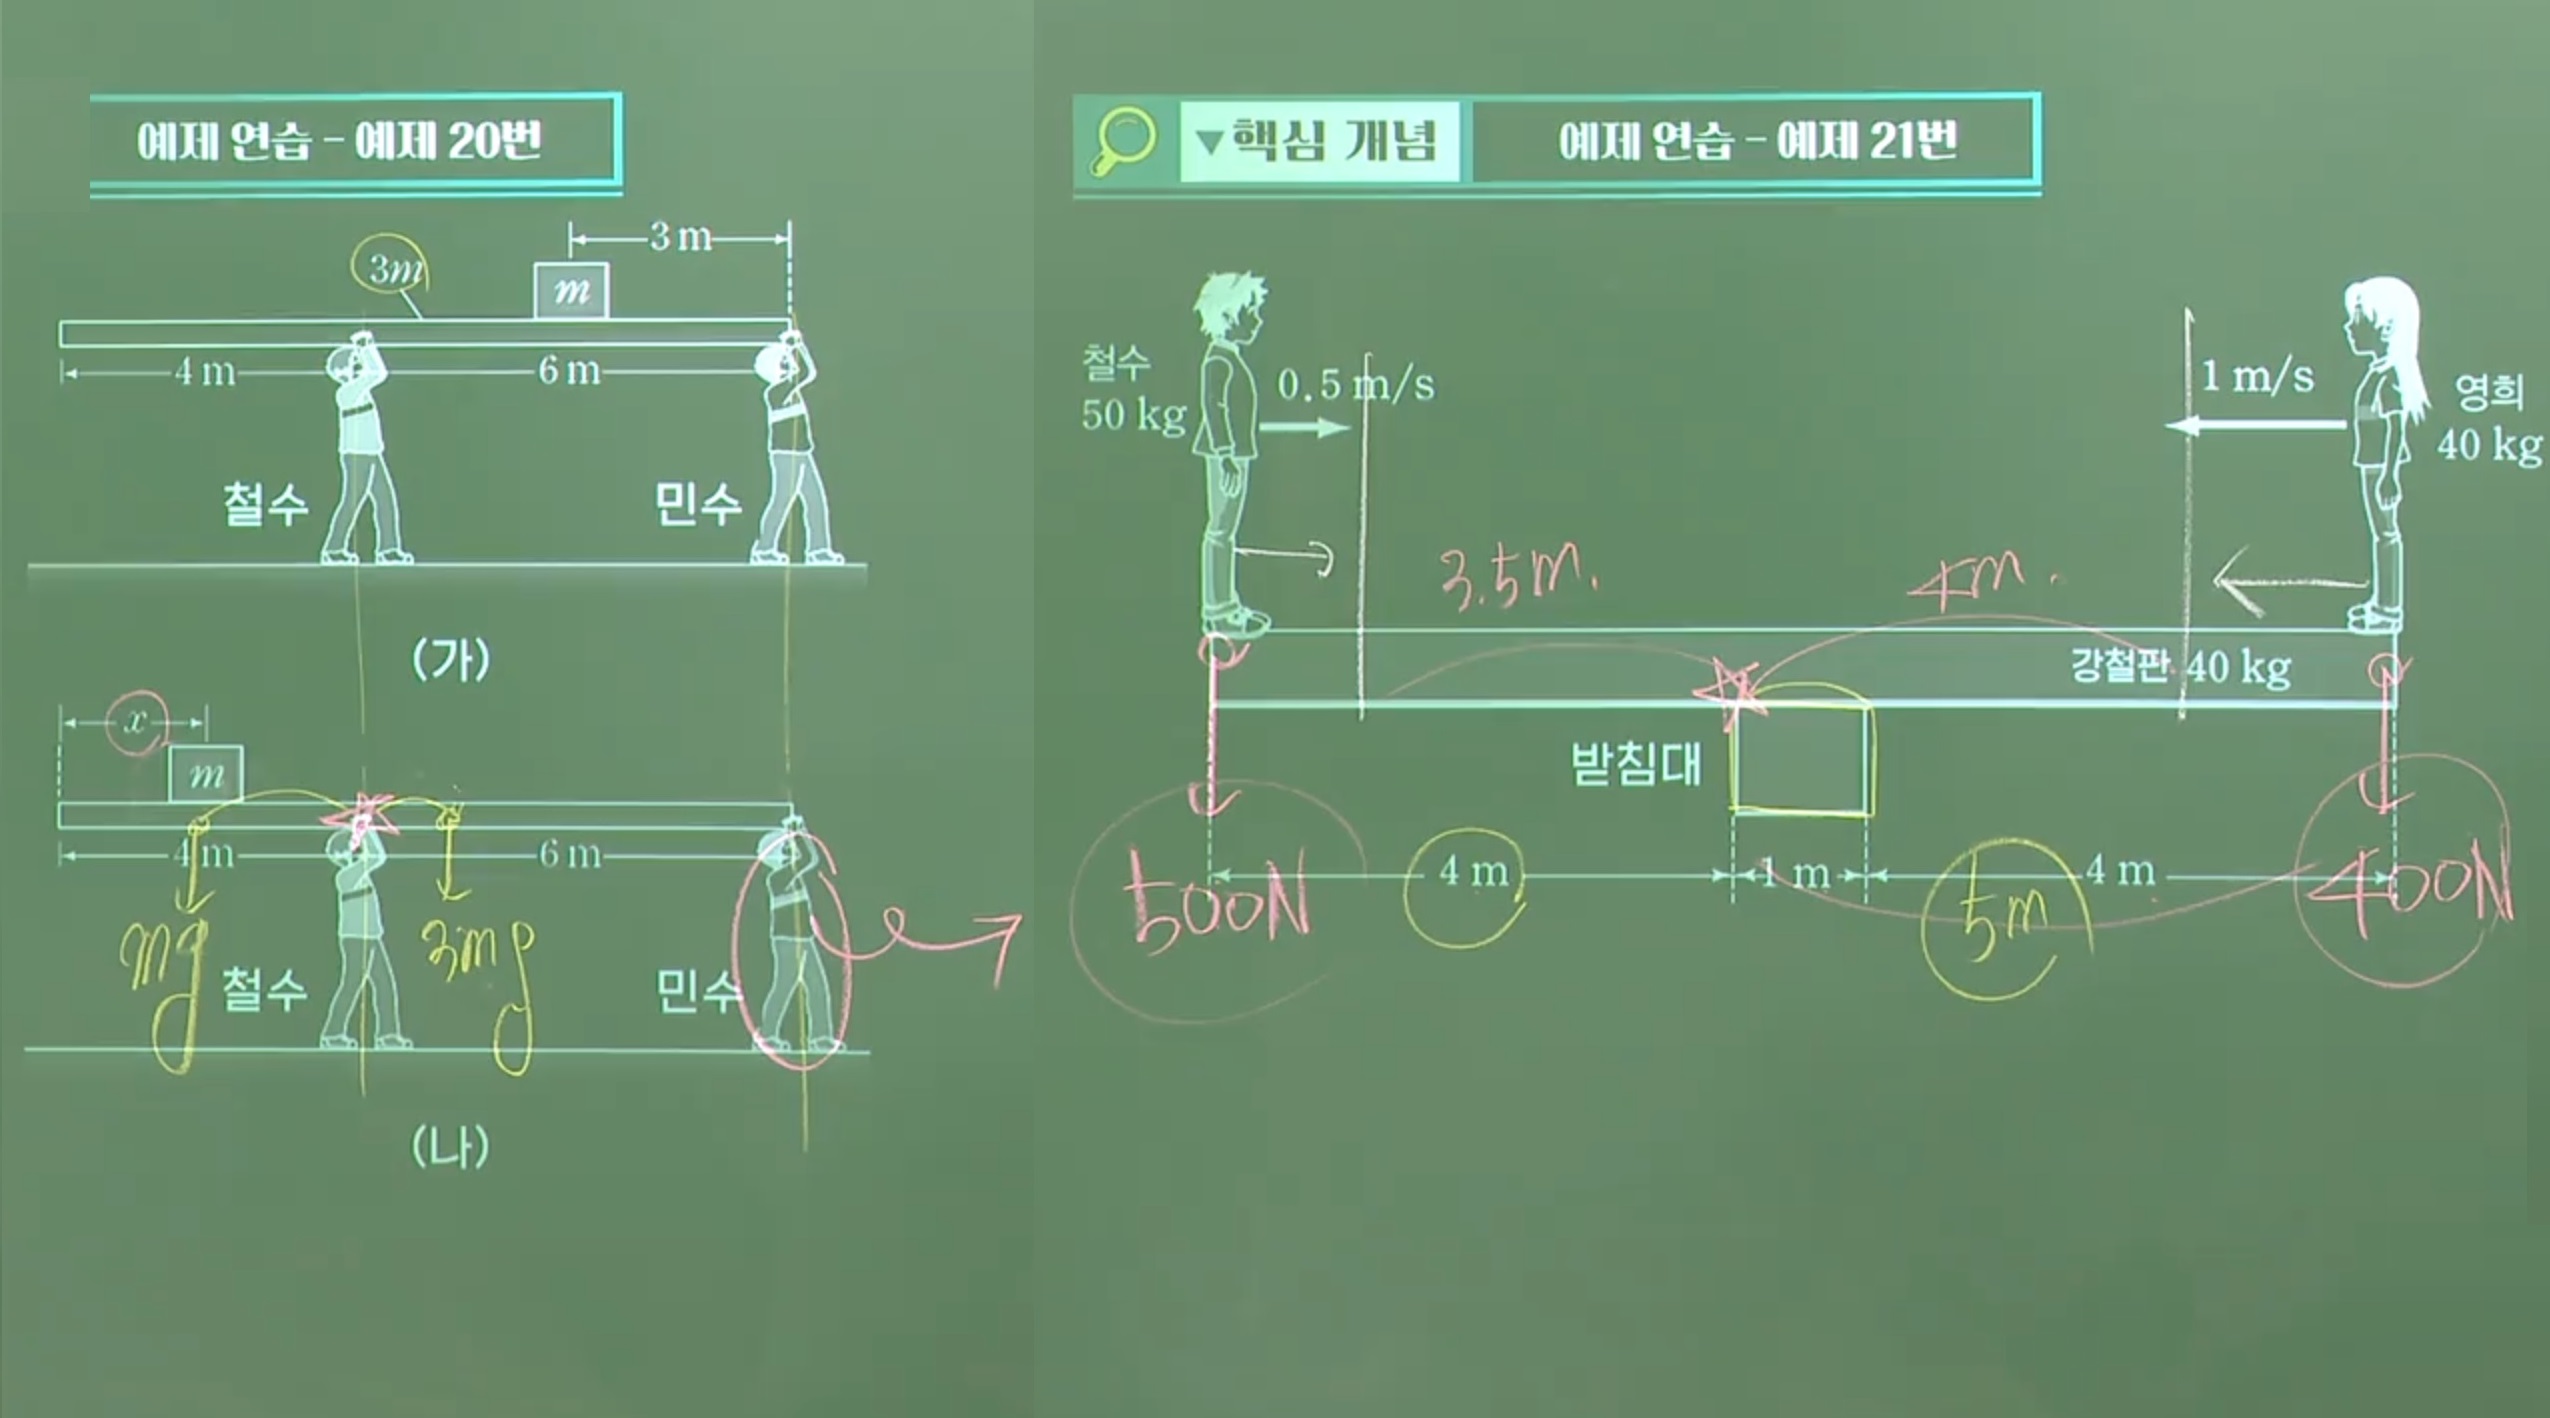 예제 연습 - 예제 20번
3m
3 m
m
4 m
6 m
철수
민수
(가)
x
m
4 m
6 m
mg
3mg
철수
민수
(나)
▼핵심 개념
예제 연습 - 예제 21번
철수
50 kg
0.5 m/s
1 m/s
영희
40 kg
3.5m.
4m.
강철판 40 kg
받침대
500N
4 m
1 m
5m
4 m
400N